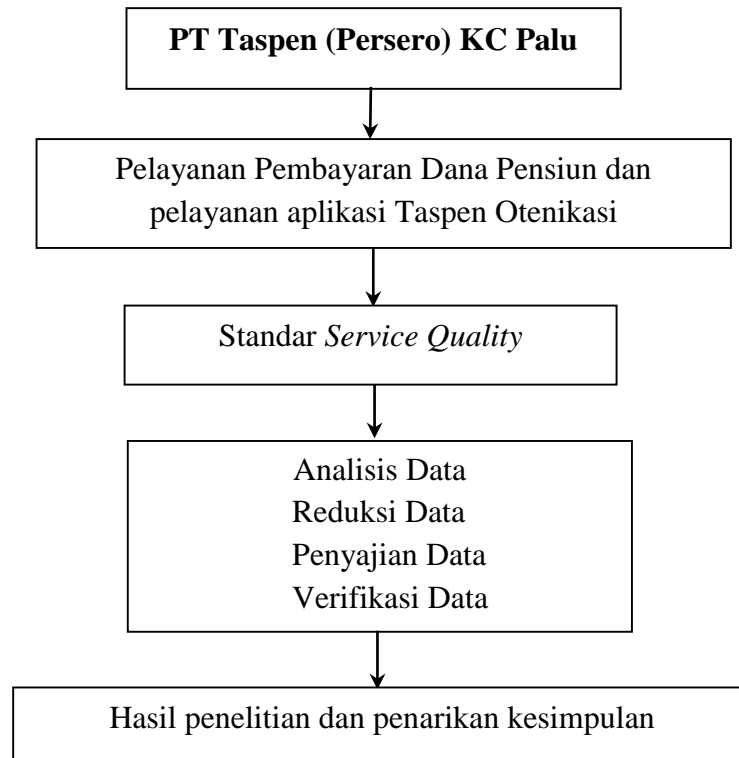 PT Taspen (Persero) KC Palu
Pelayanan Pembayaran Dana Pensiun dan
pelayanan aplikasi Taspen Otenikasi
Standar Service Quality
Analisis Data
Reduksi Data
Penyajian Data
Verifikasi Data
Hasil penelitian dan penarikan kesimpulan